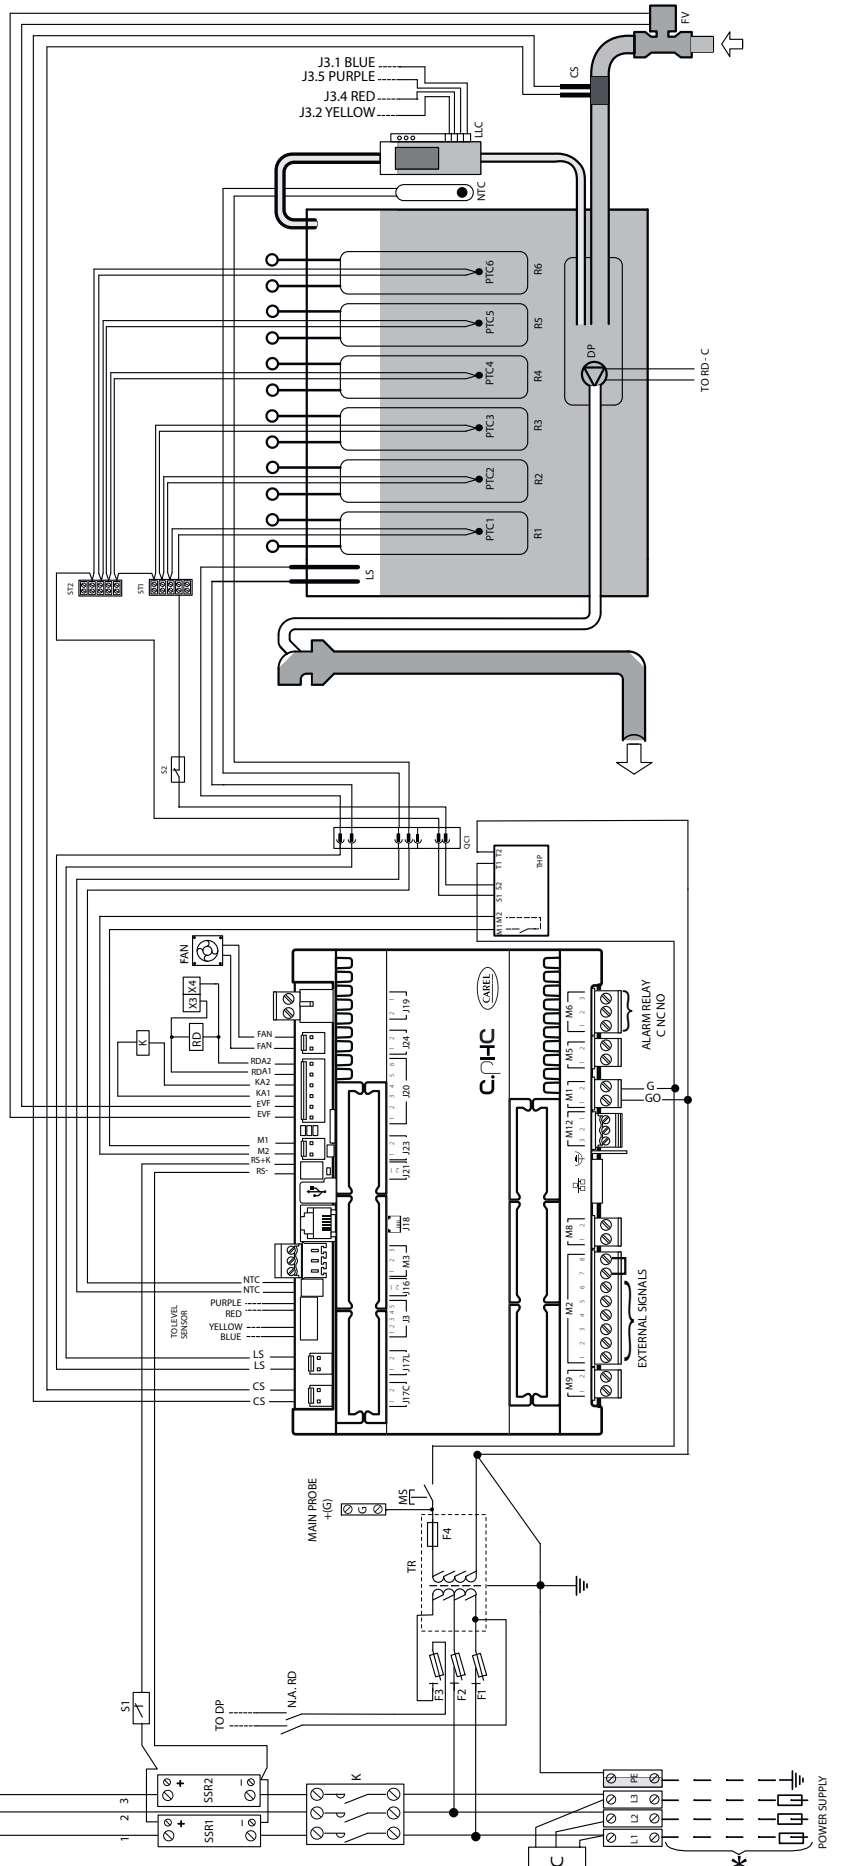 FV
CS
J3.1 BLUE
J3.5 PURPLE
J3.4 RED
J3.2 YELLOW
LLC
NTC
PTC6
R6
PTC5
R5
PTC4
R4
PTC3
R3
PTC2
R2
PTC1
R1
DP
TO RD - C
LS
ST2
ST1
S2
QC1
T2
T1
S2
S1
M2
M1
THP
FAN
X4
X3
K
RD
FAN
FAN
RDA2
RDA1
KA2
KA1
EVF
EVF
M1
M2
RS+K
RS-
NTC
NTC
PURPLE
RED
YELLOW
BLUE
TO LEVEL
SENSOR
LS
LS
CS
CS
J19
J24
J20
J23
J21
J18
M3
J16
J3
J17L
J17C
CAREL
c.pHC
M6
M5
M1
M12
M8
M2
M9
ALARM RELAY
C NC NO
G
GO
EXTERNAL SIGNALS
MAIN PROBE
+(G)
G
MS
F4
TR
F3
F2
F1
TO DP
N.A. RD
S1
SSR2
+
-
SSR1
+
-
3
2
1
K
PE
L3
L2
L1
C
POWER SUPPLY
*